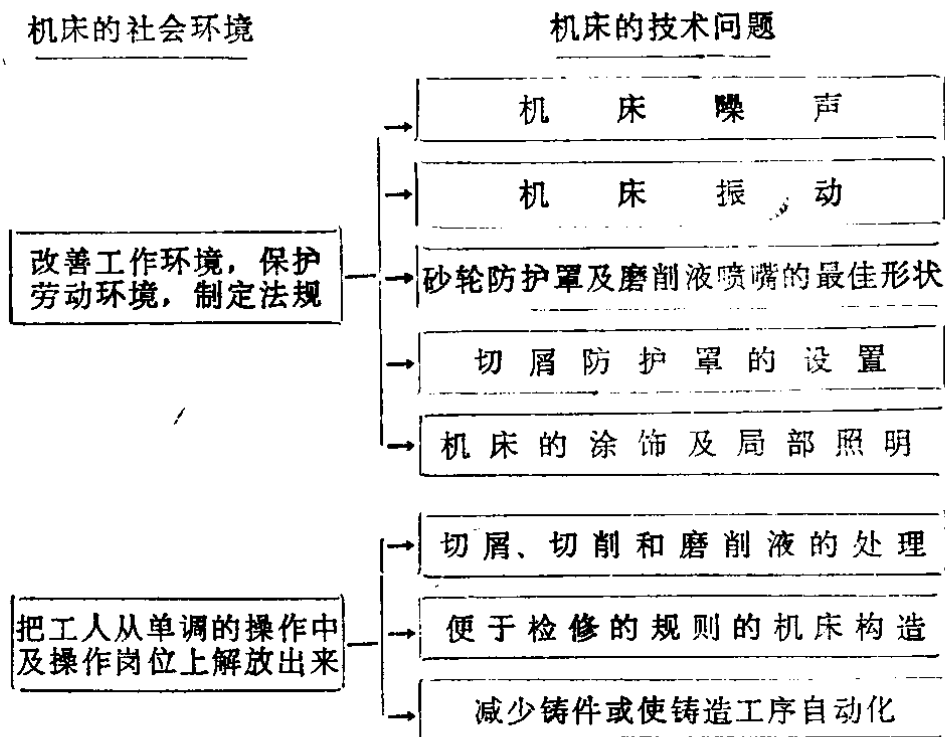 机床的社会环境
机床的技术问题
机床噪声
机床振动
改善工作环境，保护
劳动环境，制定法规
砂轮防护罩及磨削液喷嘴的最佳形状
切屑防护罩的设置
机床的涂饰及局部照明
切屑、切削和磨削液的处理
把工人从单调的操作中
及操作岗位上解放出来
便于检修的规则的机床构造
减少铸件或使铸造工序自动化